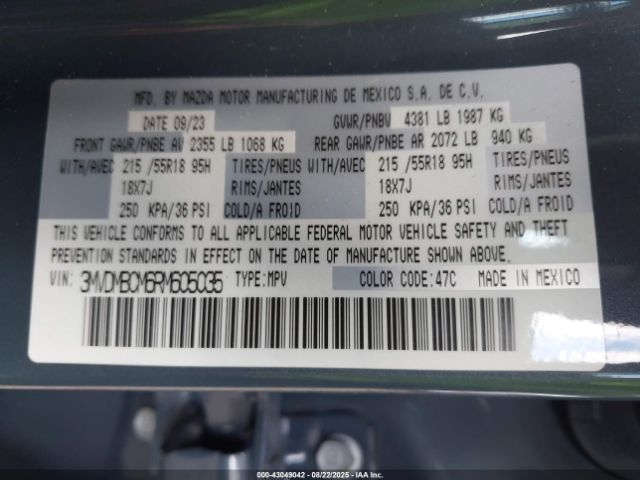 MFD. BY MAZDA MOTOR MANUFACTURING DE MEXICO S.A. DE C.V.
DATE 09/23 GVWR/PNBV 4381 LB 1987 KG
FRONT GAWR/PNBE AV 2355 LB 1068 KG REAR GAWR/PNBE AR 2072 LB 940 KG
WITH/AVEC 215 /55R18 95H TIRES/PNEUS WITH/AVEC 215 /55R18 95H TIRES/PNEUS
18X7J RIMS/JANTES 18X7J RIMS/JANTES
250 KPA/36 PSI COLD/A FROID 250 KPA/36 PSI COLD/A FROID
THIS VEHICLE CONFORMS TO ALL APPLICABLE FEDERAL MOTOR VEHICLE SAFETY AND THEFT
PREVENTION STANDARDS IN EFFECT ON THE DATE OF MANUFACTURE SHOWN ABOVE.
VIN: 3MVDMBCM6RM605035 TYPE:MPV COLOR CODE: 47C MADE IN MEXICO
000-43049042 - 08/22/2025 - IAAI, Inc.